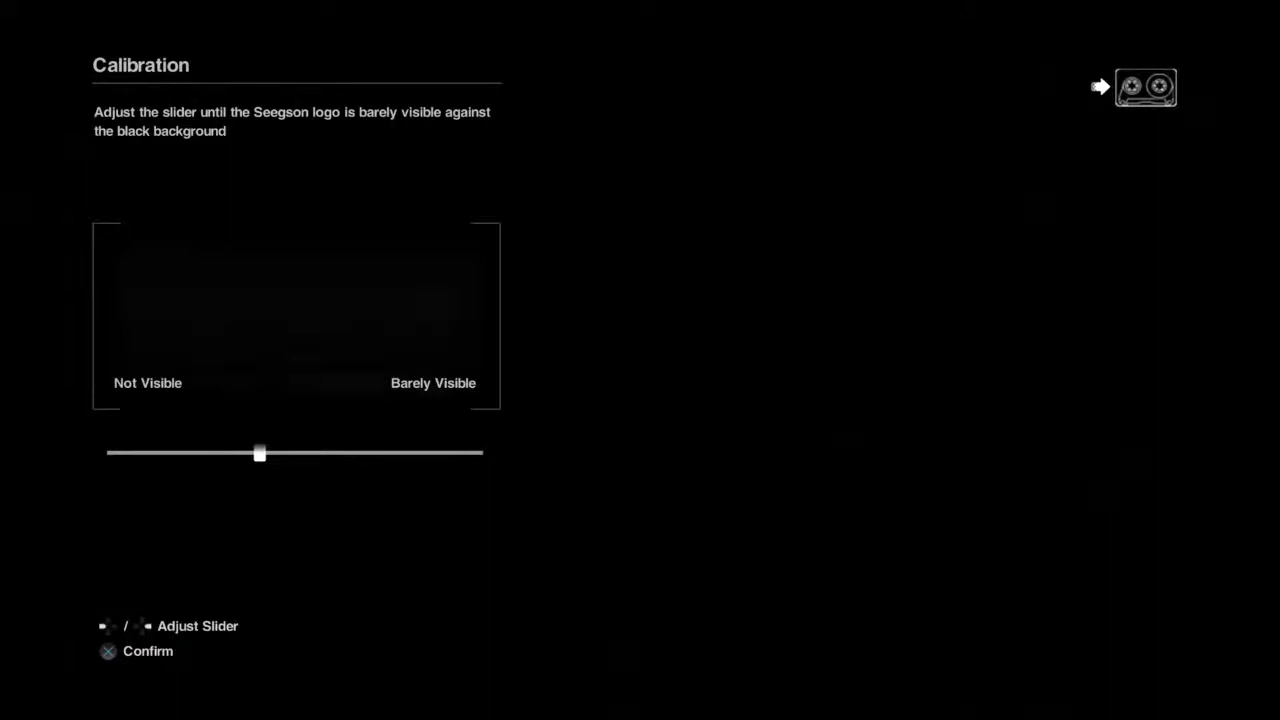 Calibration
Adjust the slider until the Seegson logo is barely visible against
the black background
Not Visible
Barely Visible
/ Adjust Slider
Confirm